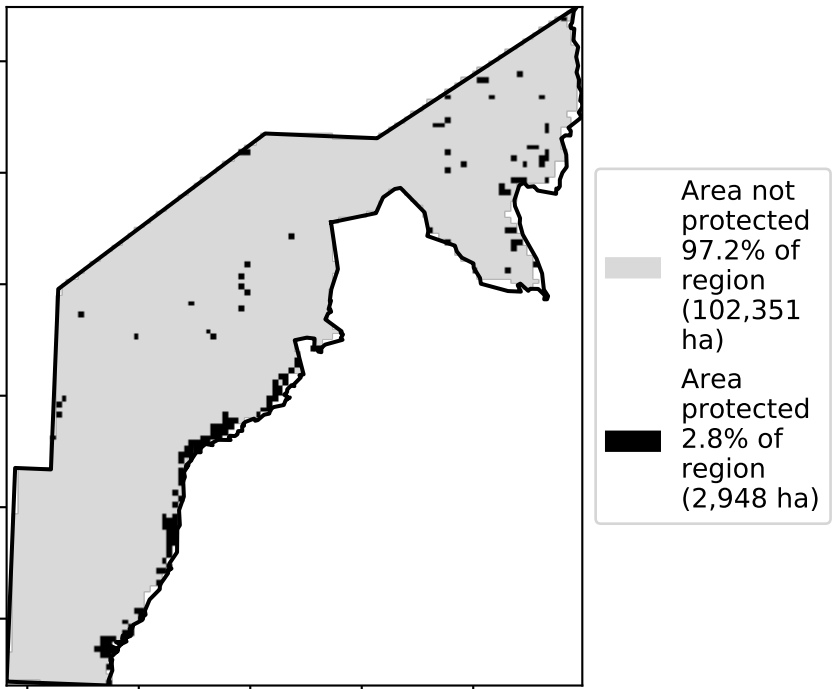 Area not
protected
97.2% of
region
(102,351
ha)
Area
protected
2.8% of
region
(2,948 ha)